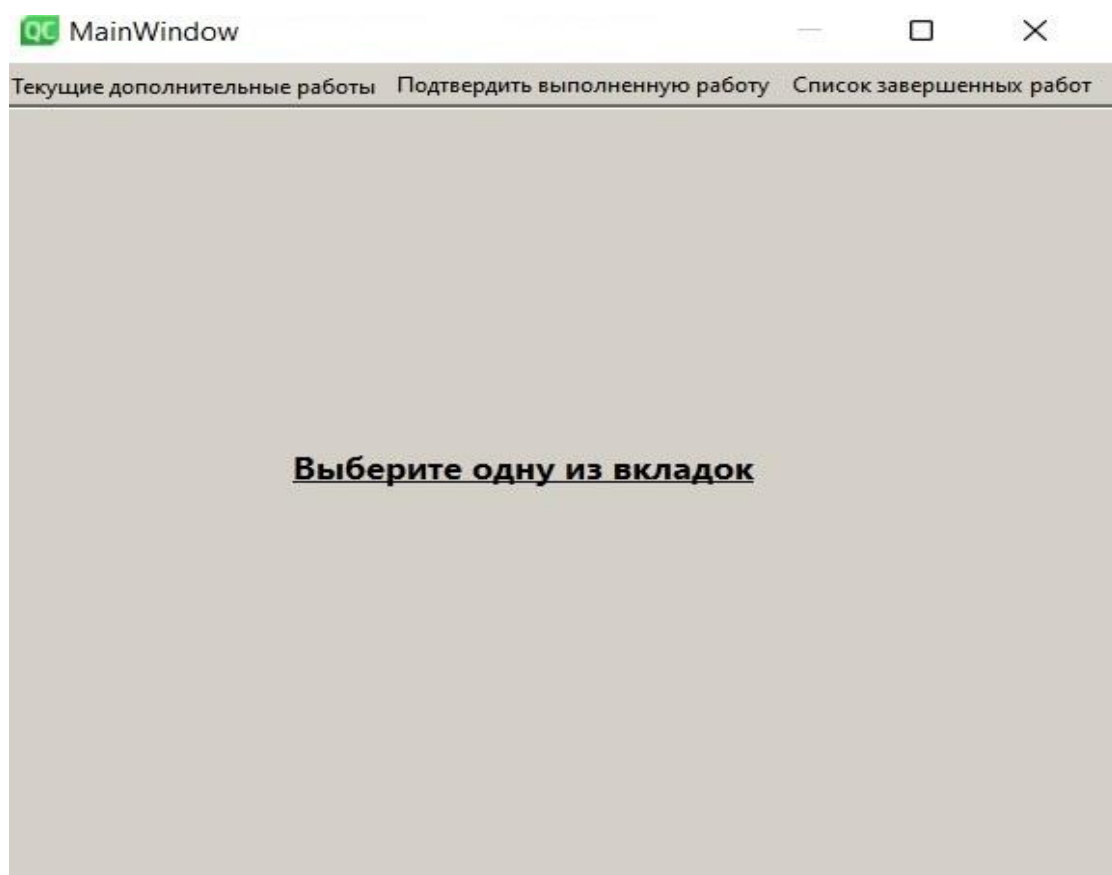 QC MainWindow
Текущие дополнительные работы Подтвердить выполненную работу Список завершенных работ
Выберите одну из вкладок